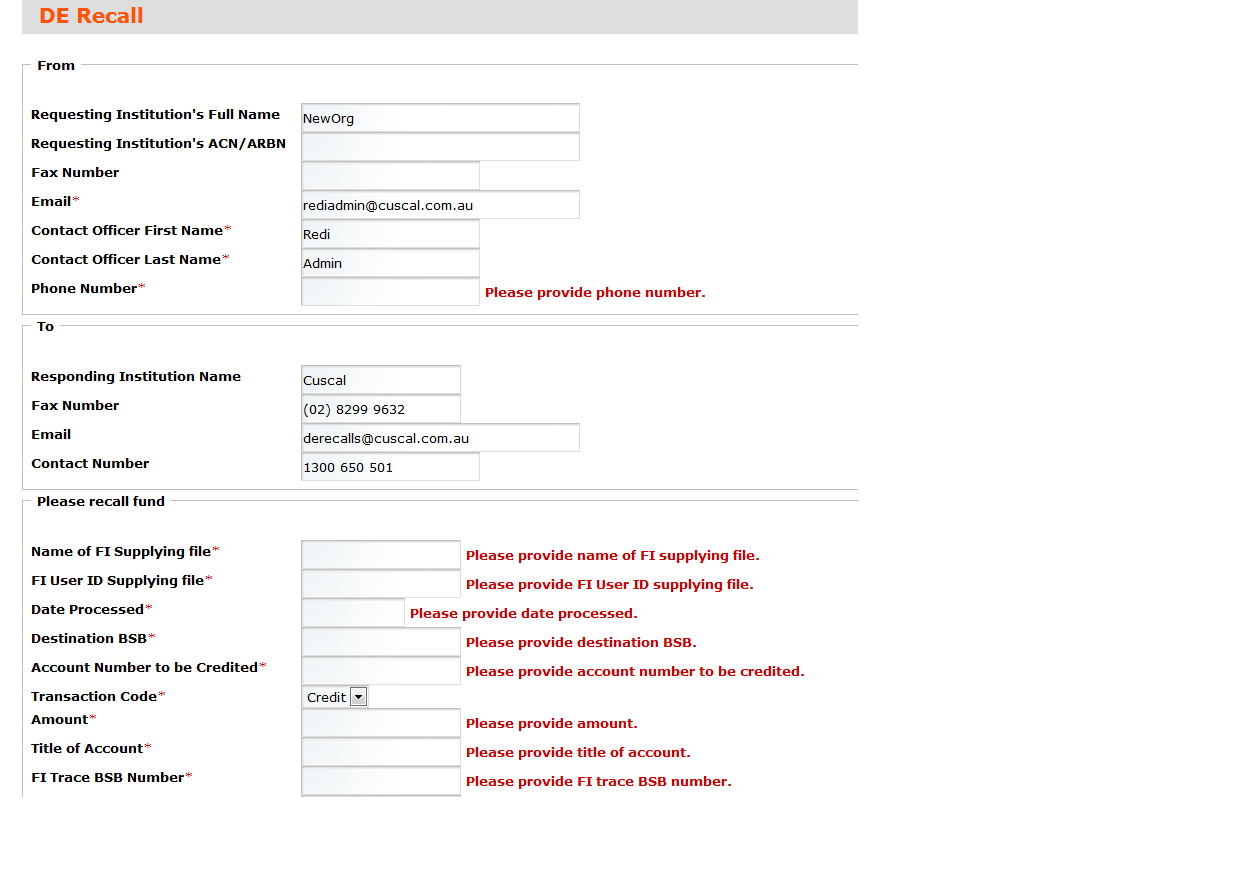 DE Recall
From
Requesting Institution's Full Name NewOrg
Requesting Institution's ACN/ARBN
Fax Number
Email* rediadmin@cuscal.com.au
Contact Officer First Name* Redi
Contact Officer Last Name* Admin
Phone Number* Please provide phone number.
To
Responding Institution Name Cuscal
Fax Number (02) 8299 9632
Email derecalls@cuscal.com.au
Contact Number 1300 650 501
Please recall fund
Name of FI Supplying file* Please provide name of FI supplying file.
FI User ID Supplying file* Please provide FI User ID supplying file.
Date Processed* Please provide date processed.
Destination BSB* Please provide destination BSB.
Account Number to be Credited* Please provide account number to be credited.
Transaction Code* Credit
Amount* Please provide amount.
Title of Account* Please provide title of account.
FI Trace BSB Number* Please provide FI trace BSB number.